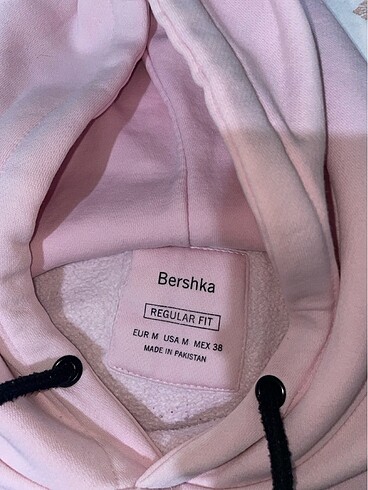 Bershka
REGULAR FIT
EUR M USA M MEX 38
MADE IN PAKISTAN